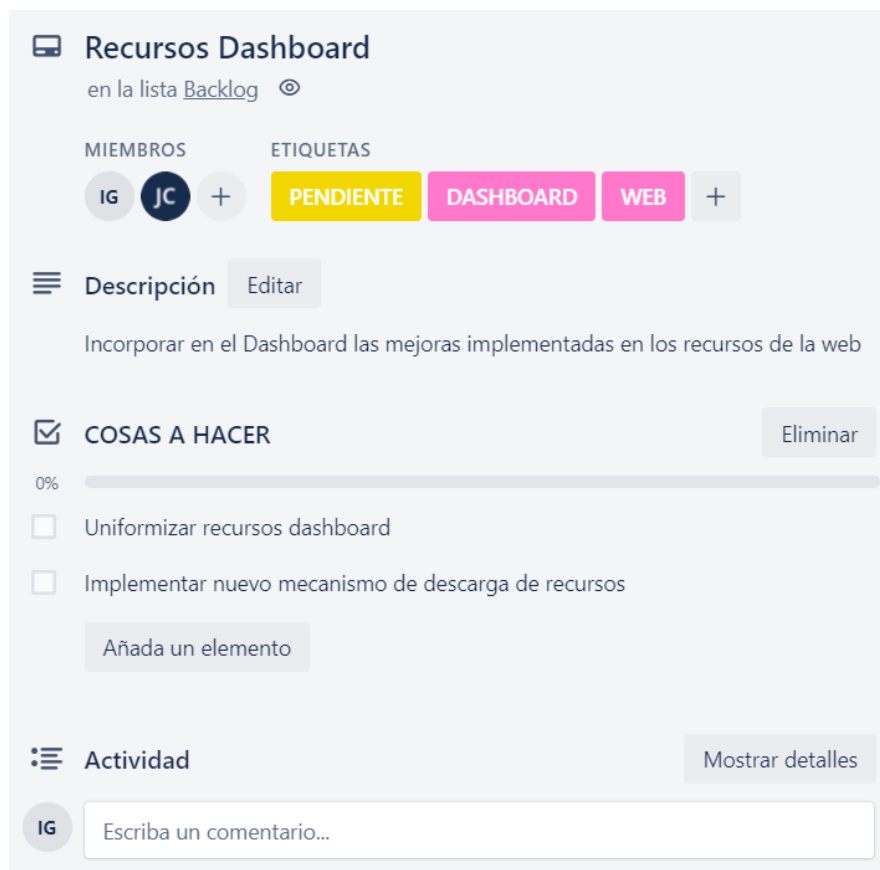 Recursos Dashboard
en la lista Backlog
MIEMBROS ETIQUETAS
IG JC + PENDIENTE DASHBOARD WEB +
Descripción Editar
Incorporar en el Dashboard las mejoras implementadas en los recursos de la web
COSAS A HACER Eliminar
0%
Uniformizar recursos dashboard
Implementar nuevo mecanismo de descarga de recursos
Añada un elemento
Actividad Mostrar detalles
IG Escriba un comentario...